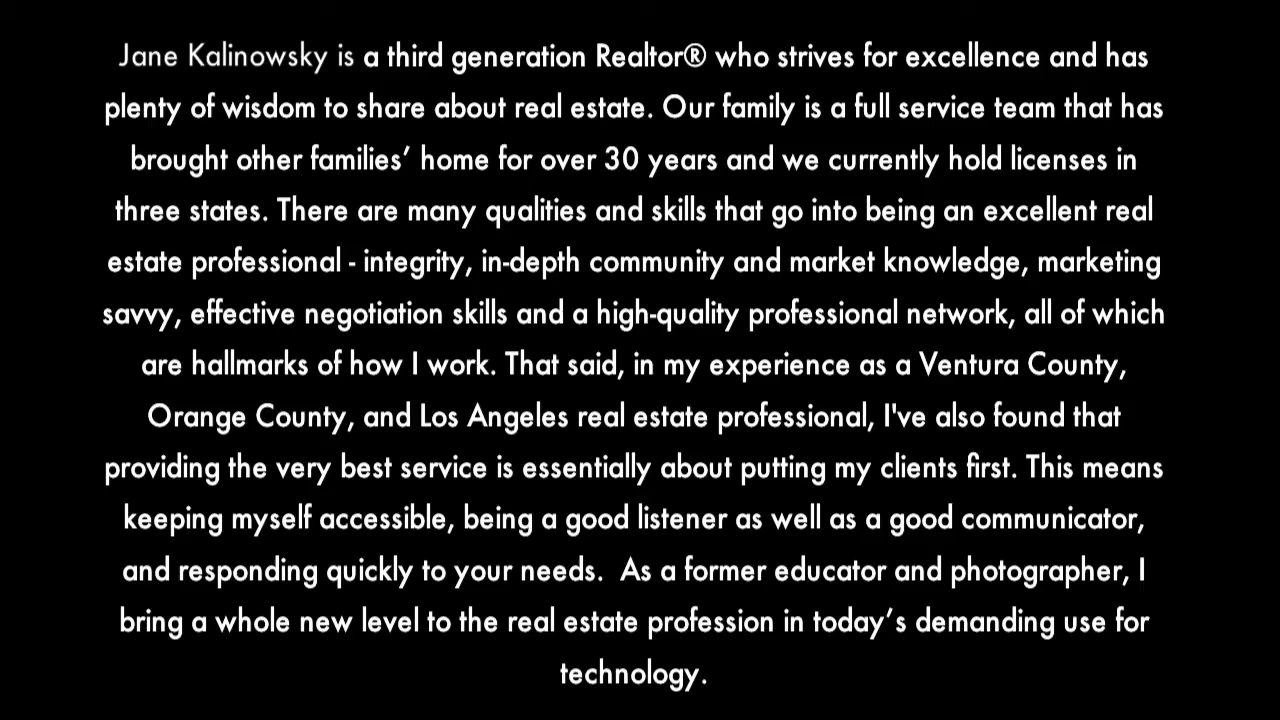 Jane Kalinowsky is a third generation Realtor® who strives for excellence and has
plenty of wisdom to share about real estate. Our family is a full service team that has
brought other families’ home for over 30 years and we currently hold licenses in
three states. There are many qualities and skills that go into being an excellent real
estate professional - integrity, in-depth community and market knowledge, marketing
savvy, effective negotiation skills and a high-quality professional network, all of which
are hallmarks of how I work. That said, in my experience as a Ventura County,
Orange County, and Los Angeles real estate professional, I've also found that
providing the very best service is essentially about putting my clients first. This means
keeping myself accessible, being a good listener as well as a good communicator,
and responding quickly to your needs.  As a former educator and photographer, I
bring a whole new level to the real estate profession in today’s demanding use for
technology.